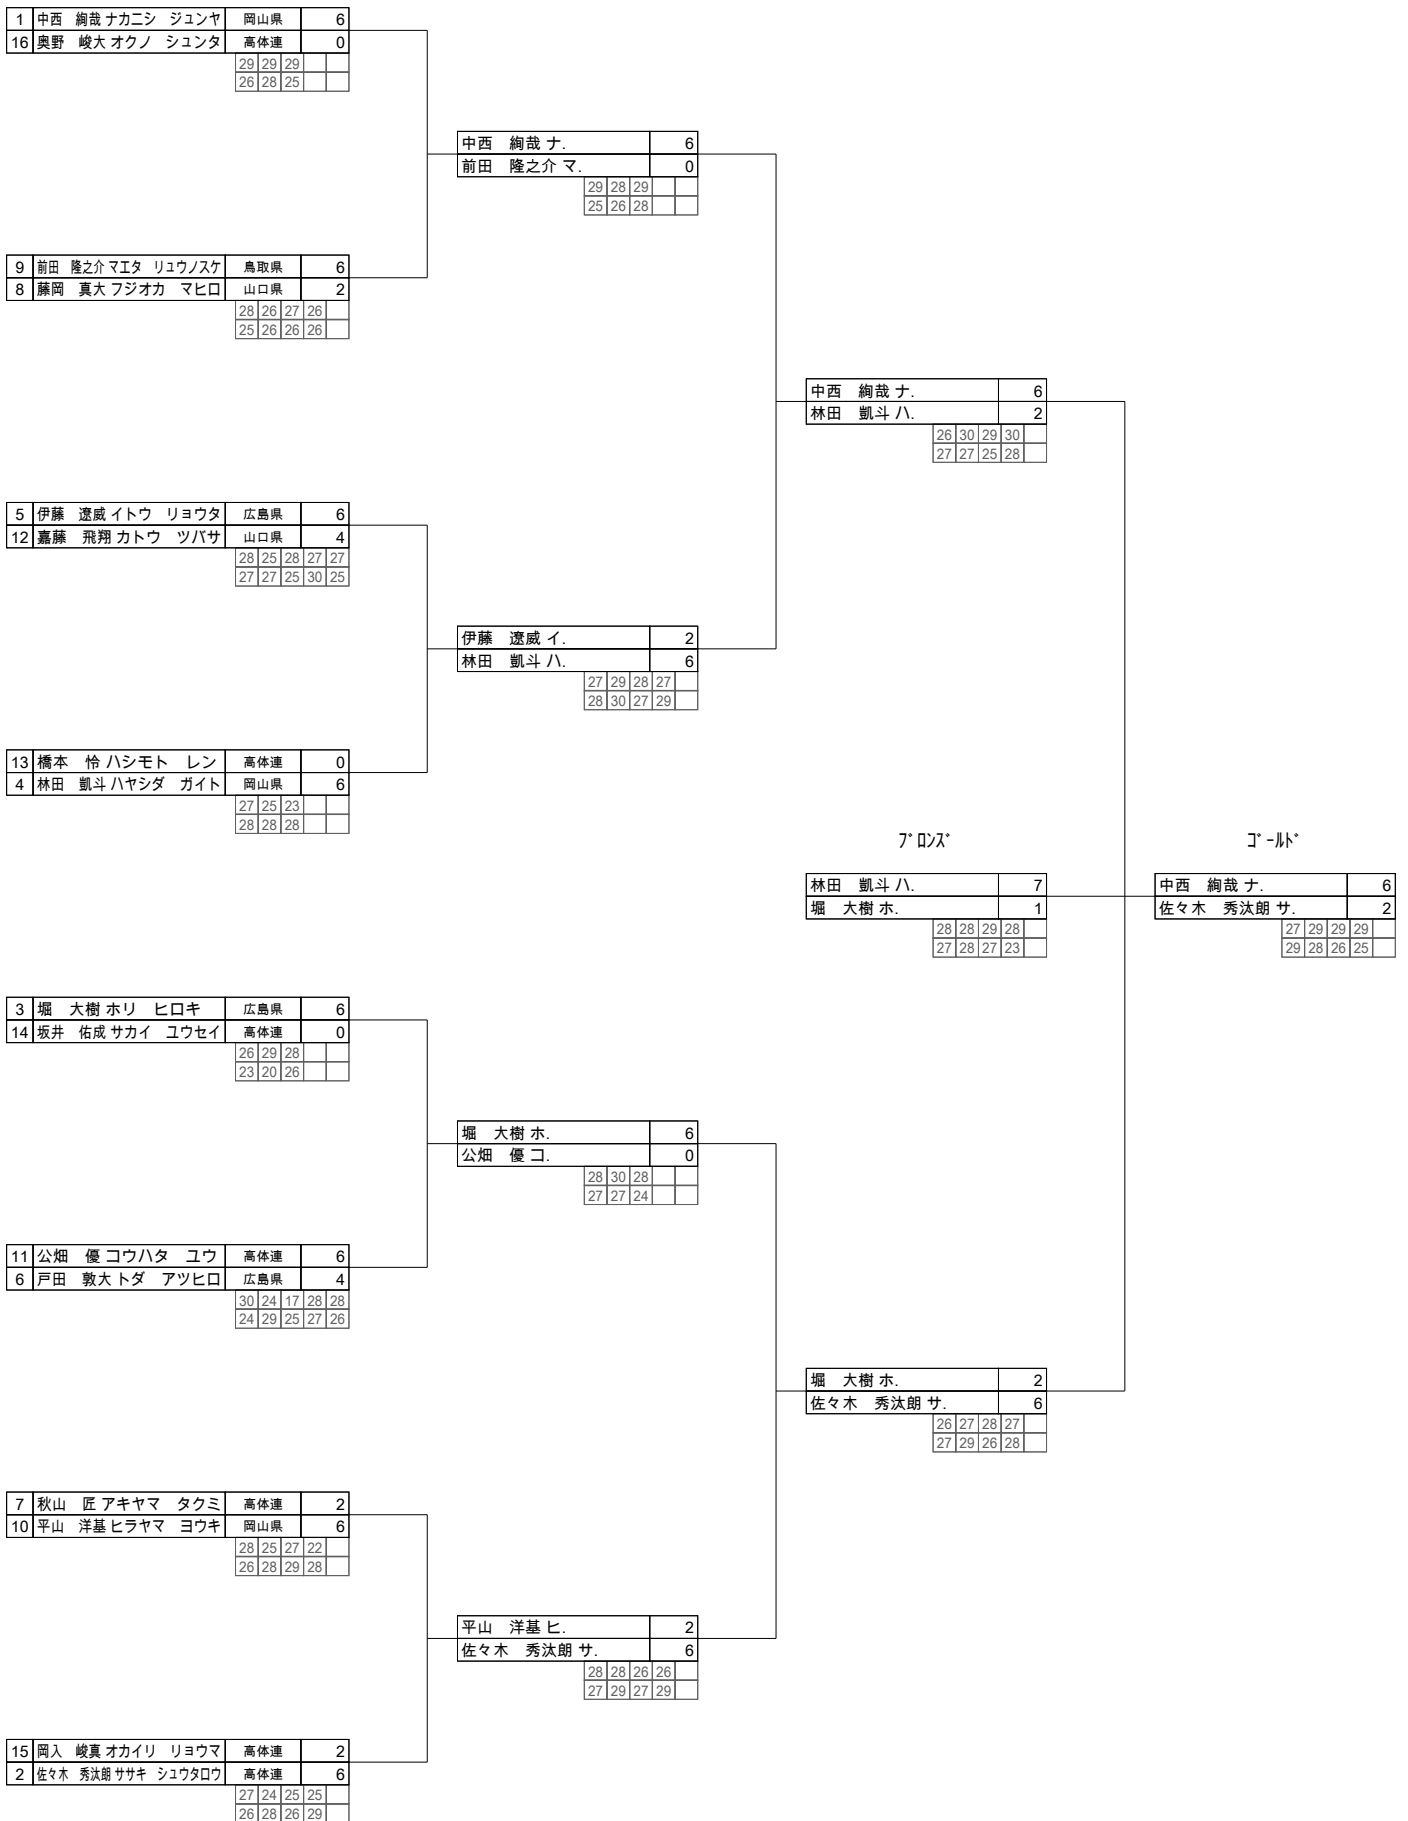 1 中西　絢哉 ナカニシ　ジュンヤ 岡山県 6
16 奥野　峻大 オクノ　シュンタ 高体連 0
29 29 29
26 28 25
中西　絢哉 ナ. 6
前田　隆之介 マ. 0
29 28 29
25 26 28
9 前田　隆之介 マエタ　リュウノスケ 鳥取県 6
8 藤岡　真大 フジオカ　マヒロ 山口県 2
28 26 27 26
25 26 26 26
中西　絢哉 ナ. 6
林田　凱斗 ハ. 2
26 30 29 30
27 27 25 28
5 伊藤　遼威 イトウ　リョウタ 広島県 6
12 嘉藤　飛翔 カトウ　ツバサ 山口県 4
28 25 28 27 27
27 27 25 30 25
伊藤　遼威 イ. 2
林田　凱斗 ハ. 6
27 29 28 27
28 30 27 29
13 橋本　怜 ハシモト　レン 高体連 0
4 林田　凱斗 ハヤシダ　ガイト 岡山県 6
27 25 23
28 28 28
ﾌﾞﾛﾝｽﾞ
ｺﾞｰﾙﾄﾞ
林田　凱斗 ハ. 7
堀　大樹 ホ. 1
28 28 29 28
27 28 27 23
中西　絢哉 ナ. 6
佐々木　秀汰朗 サ. 2
27 29 29 29
29 28 26 25
3 堀　大樹 ホリ　ヒロキ 広島県 6
14 坂井　佑成 サカイ　ユウセイ 高体連 0
26 29 28
23 20 26
堀　大樹 ホ. 6
公畑　優 コ. 0
28 30 28
27 27 24
11 公畑　優 コウハタ　ユウ 高体連 6
6 戸田　敦大 トダ　アツヒロ 広島県 4
30 24 17 28 28
24 29 25 27 26
堀　大樹 ホ. 2
佐々木　秀汰朗 サ. 6
26 27 28 27
27 29 26 28
7 秋山　匠 アキヤマ　タクミ 高体連 2
10 平山　洋基 ヒラヤマ　ヨウキ 岡山県 6
28 25 27 22
26 28 29 28
平山　洋基 ヒ. 2
佐々木　秀汰朗 サ. 6
28 28 26 26
27 29 27 29
15 岡入　峻真 オカイリ　リョウマ 高体連 2
2 佐々木　秀汰朗 ササキ　シュウタロウ 高体連 6
27 24 25 25
26 28 26 29